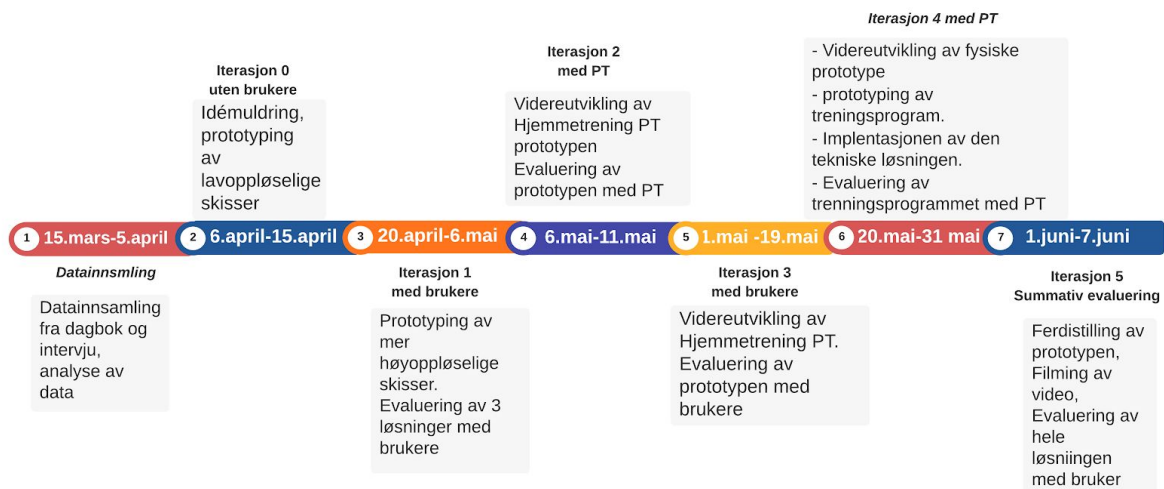 Iterasjon 0
uten brukere
Idémuldring,
prototyping
av
lavoppløselige
skisser
Iterasjon 2
med PT
Videreutvikling av
Hjemmetrening PT
prototypen
Evaluering av
prototypen med PT
Iterasjon 4 med PT
- Videreutvikling av fysiske
prototype
- prototyping av
treningsprogram.
- Implentasjonen av den
tekniske løsningen.
- Evaluering av
trenningsprogrammet med PT
1 15.mars-5.april
2 6.april-15.april
3 20.april-6.mai
4 6.mai-11.mai
5 1.mai -19.mai
6 20.mai-31 mai
7 1.juni-7.juni
Datainnsmling
Datainnsamling
fra dagbok og
intervju,
analyse av
data
Iterasjon 1
med brukere
Prototyping av
mer
høyoppløselige
skisser.
Evaluering av 3
løsninger med
brukere
Iterasjon 3
med brukere
Videreutvikling av
Hjemmetrening PT.
Evaluering av
prototypen med
brukere
Iterasjon 5
Summativ evaluering
Ferdistilling av
prototypen,
Filming av
video,
Evaluering av
hele
løsniingen
med bruker